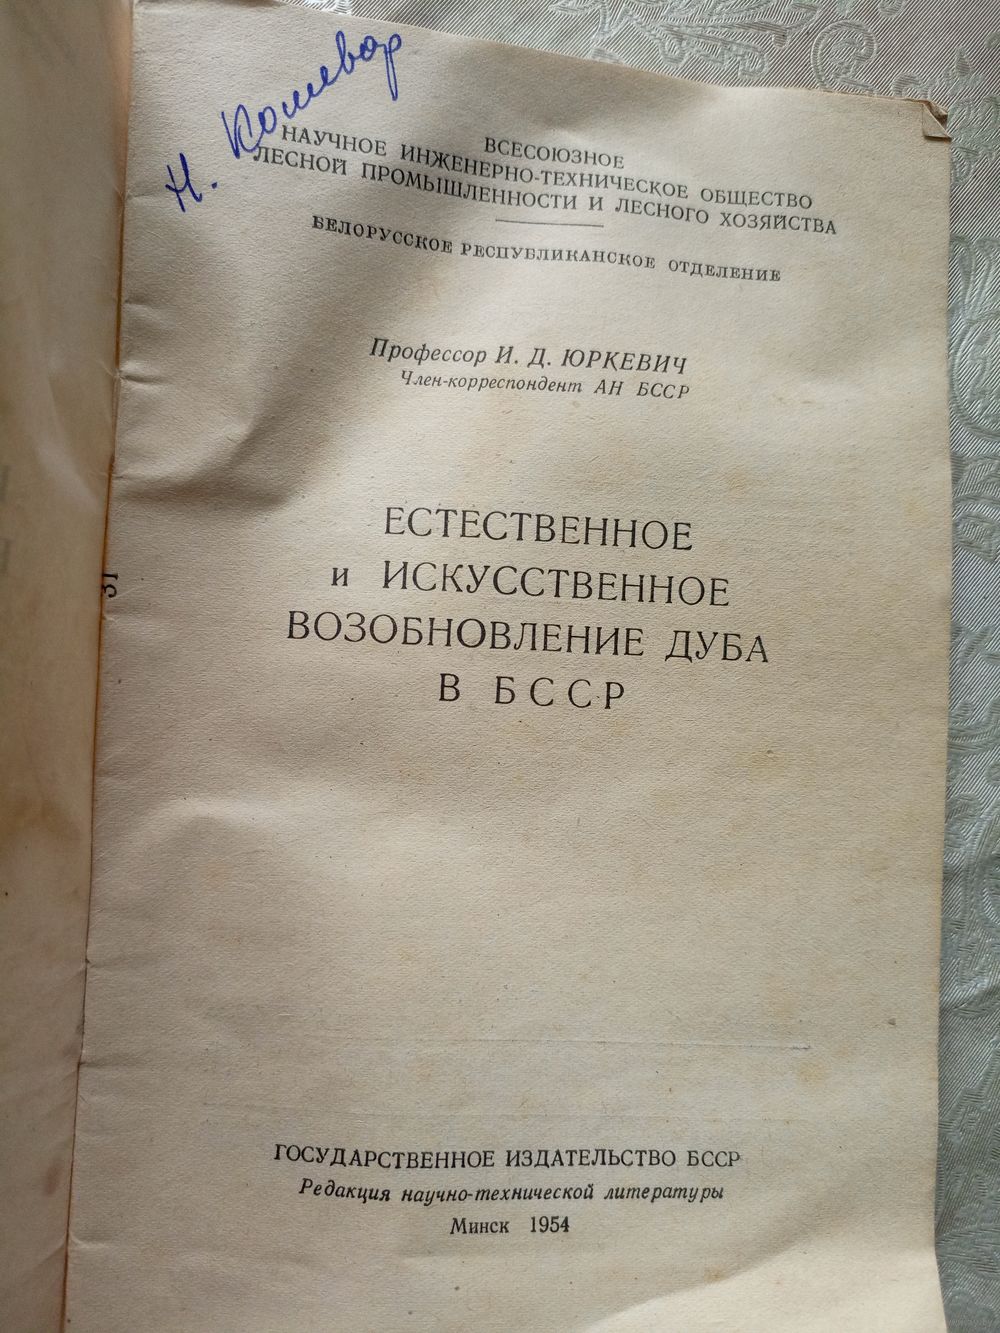 Н.
ВСЕСОЮЗНОЕ
НАУЧНОЕ ИНЖЕНЕРНО-ТЕХНИЧЕСКОЕ ОБЩЕСТВО
ЛЕСНОЙ ПРОМЫШЛЕННОСТИ И ЛЕСНОГО ХОЗЯЙСТВА
БЕЛОРУССКОЕ РЕСПУБЛИКАНСКОЕ ОТДЕЛЕНИЕ
Профессор И. Д. ЮРКЕВИЧ
Член-корреспондент АН БССР
ЕСТЕСТВЕННОЕ
и ИСКУССТВЕННОЕ
ВОЗОБНОВЛЕНИЕ ДУБА
В БССР
ГОСУДАРСТВЕННОЕ ИЗДАТЕЛЬСТВО БССР
Редакция научно-технической литературы
Минск 1954